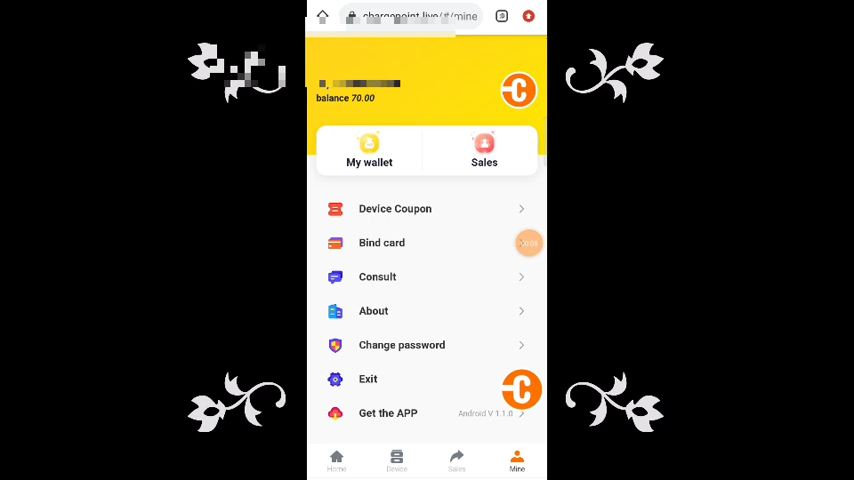 chargepoint.live/#/mine
balance 70.00
My wallet
Sales
Device Coupon
Bind card
Consult
About
Change password
Exit
Get the APP Android V 1.1.0
Home
Device
Sales
Mine